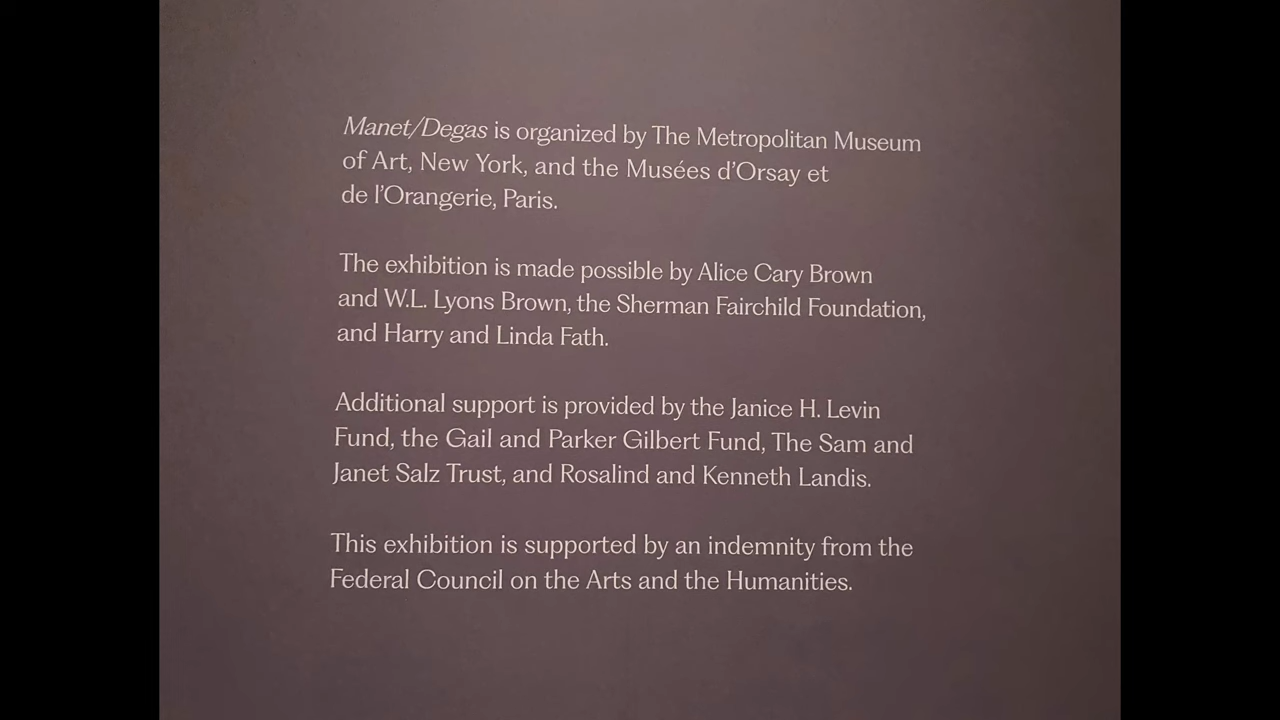 Manet/Degas is organized by The Metropolitan Museum
of Art, New York, and the Musées d'Orsay et
de l'Orangerie, Paris.
The exhibition is made possible by Alice Cary Brown
and W.L. Lyons Brown, the Sherman Fairchild Foundation,
and Harry and Linda Fath.
Additional support is provided by the Janice H. Levin
Fund, the Gail and Parker Gilbert Fund, The Sam and
Janet Salz Trust, and Rosalind and Kenneth Landis.
This exhibition is supported by an indemnity from the
Federal Council on the Arts and the Humanities.